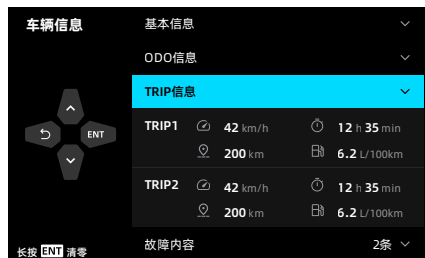 车辆信息
基本信息
ODO信息
TRIP信息
ENT
TRIP1 42 km/h 12 h 35 min
200 km 6.2 L/100km
TRIP2 42 km/h 12 h 35 min
200 km 6.2 L/100km
故障内容 2条
长按 ENT 清零